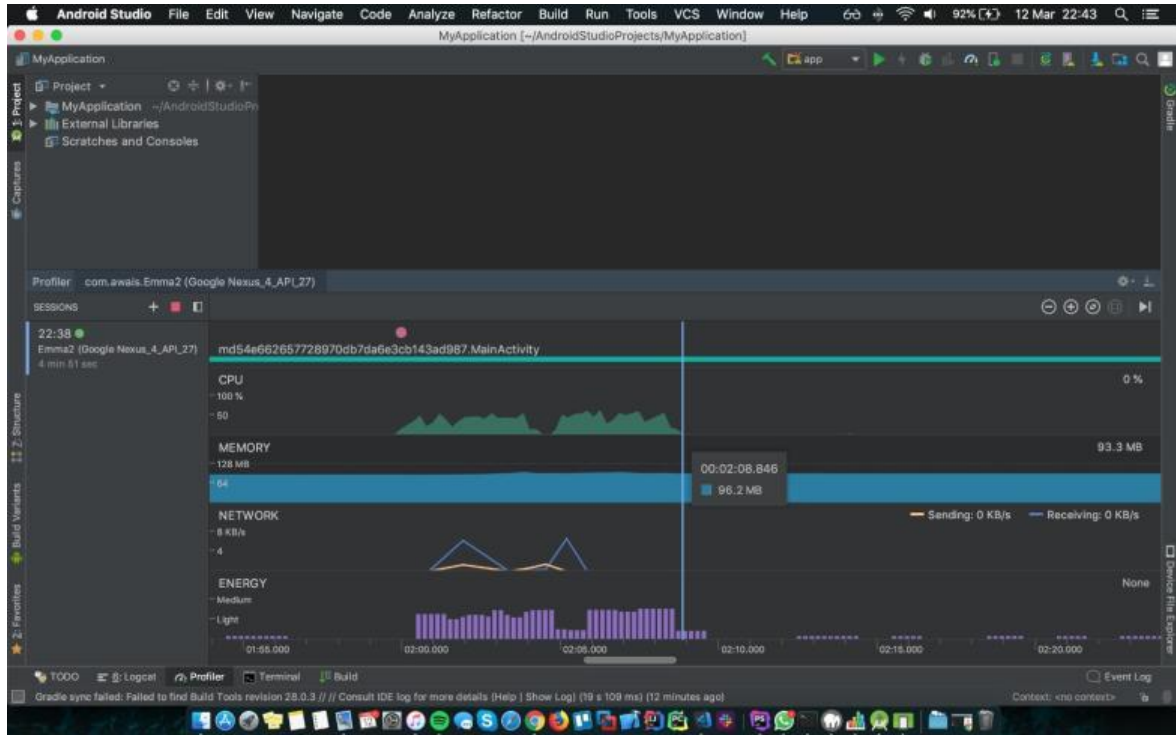 Android Studio File Edit View Navigate Code Analyze Refactor Build Run Tools VCS Window Help 92% 12 Mar 22:43
MyApplication [~/AndroidStudioProjects/MyApplication]
MyApplication
app
1: Project
Captures
Z: Structure
Build Variants
2: Favorites
Project
MyApplication ~/AndroidStudioPr
External Libraries
Scratches and Consoles
Gradle
Device File Explorer
Profiler com.awais.Emma2 (Google Nexus_4_API_27)
SESSIONS
22:38
Emma2 (Google Nexus_4_API_27)
4 min 51 sec
md54e662657728970db7da6e3cb143ad987.MainActivity
CPU 0 %
100 %
50
MEMORY 93.3 MB
128 MB
64
00:02:08.846
96.2 MB
NETWORK Sending: 0 KB/s Receiving: 0 KB/s
8 KB/s
4
ENERGY None
Medium
Light
01:55.000 02:00.000 02:05.000 02:10.000 02:15.000 02:20.000
TODO 6: Logcat Profiler Terminal Build Event Log
Gradle sync failed: Failed to find Build Tools revision 28.0.3 // // Consult IDE log for more details (Help | Show Log) (19 s 109 ms) (12 minutes ago) Context: <no context>